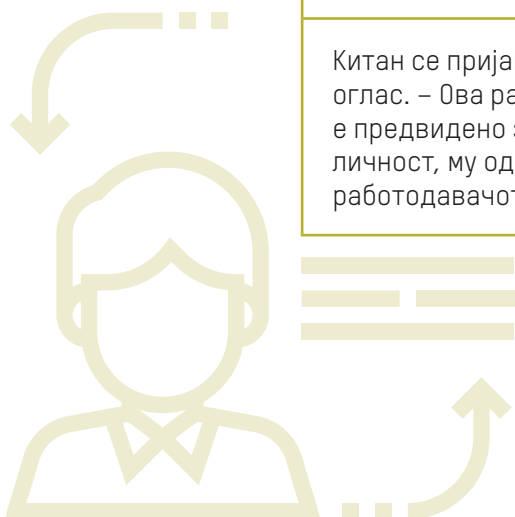 Китан се прија
оглас. – Ова ра
е предвидено
личност, му од
работодавачот